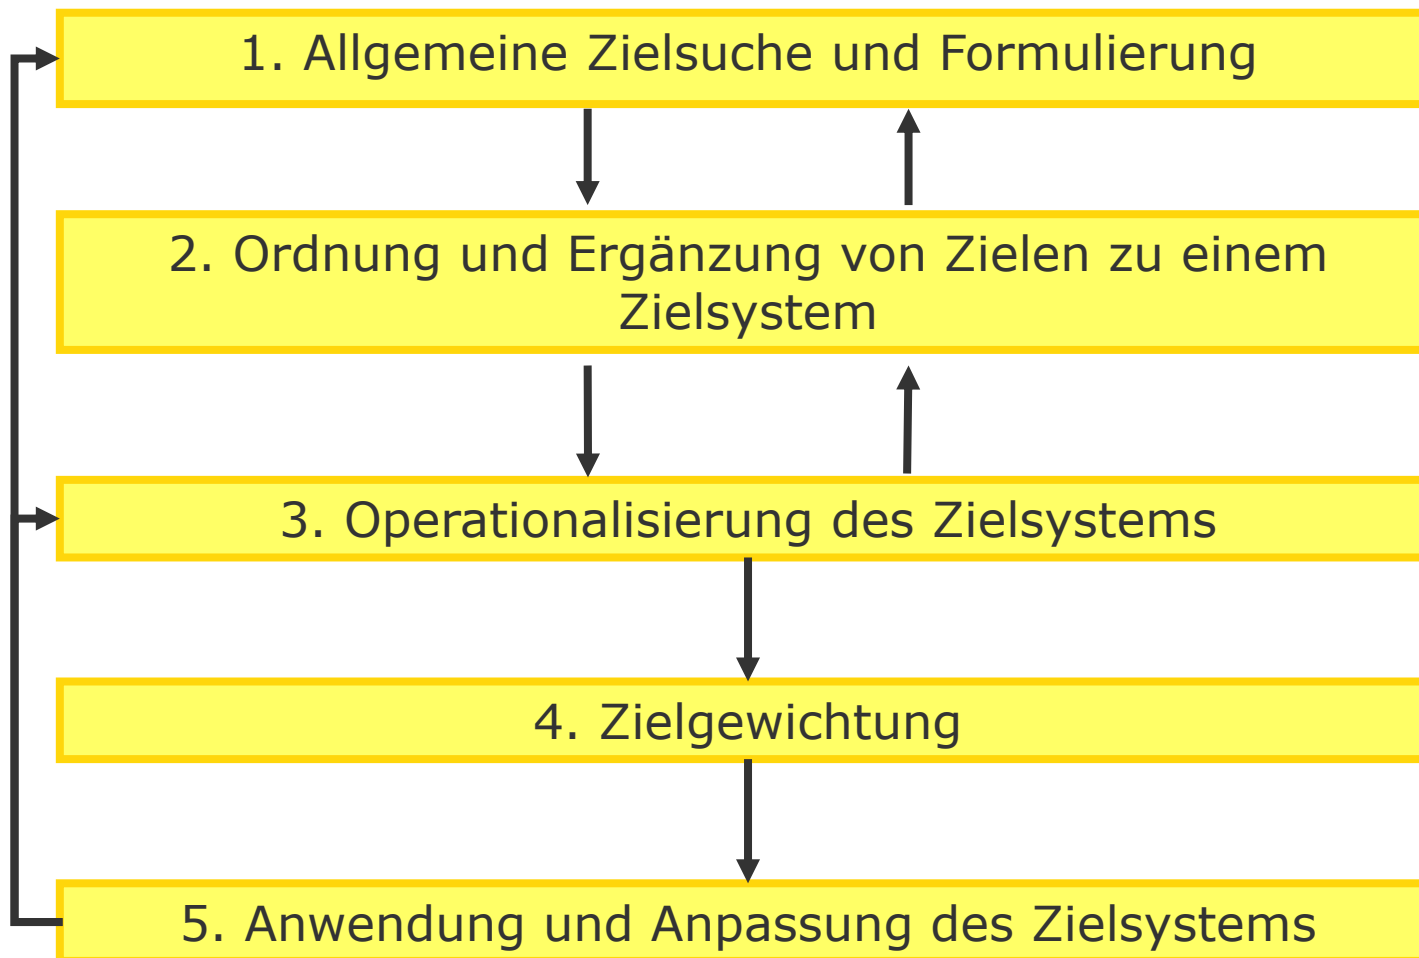 1. Allgemeine Zielsuche und Formulierung
2. Ordnung und Ergänzung von Zielen zu einem
Zielsystem
3. Operationalisierung des Zielsystems
4. Zielgewichtung
5. Anwendung und Anpassung des Zielsystems